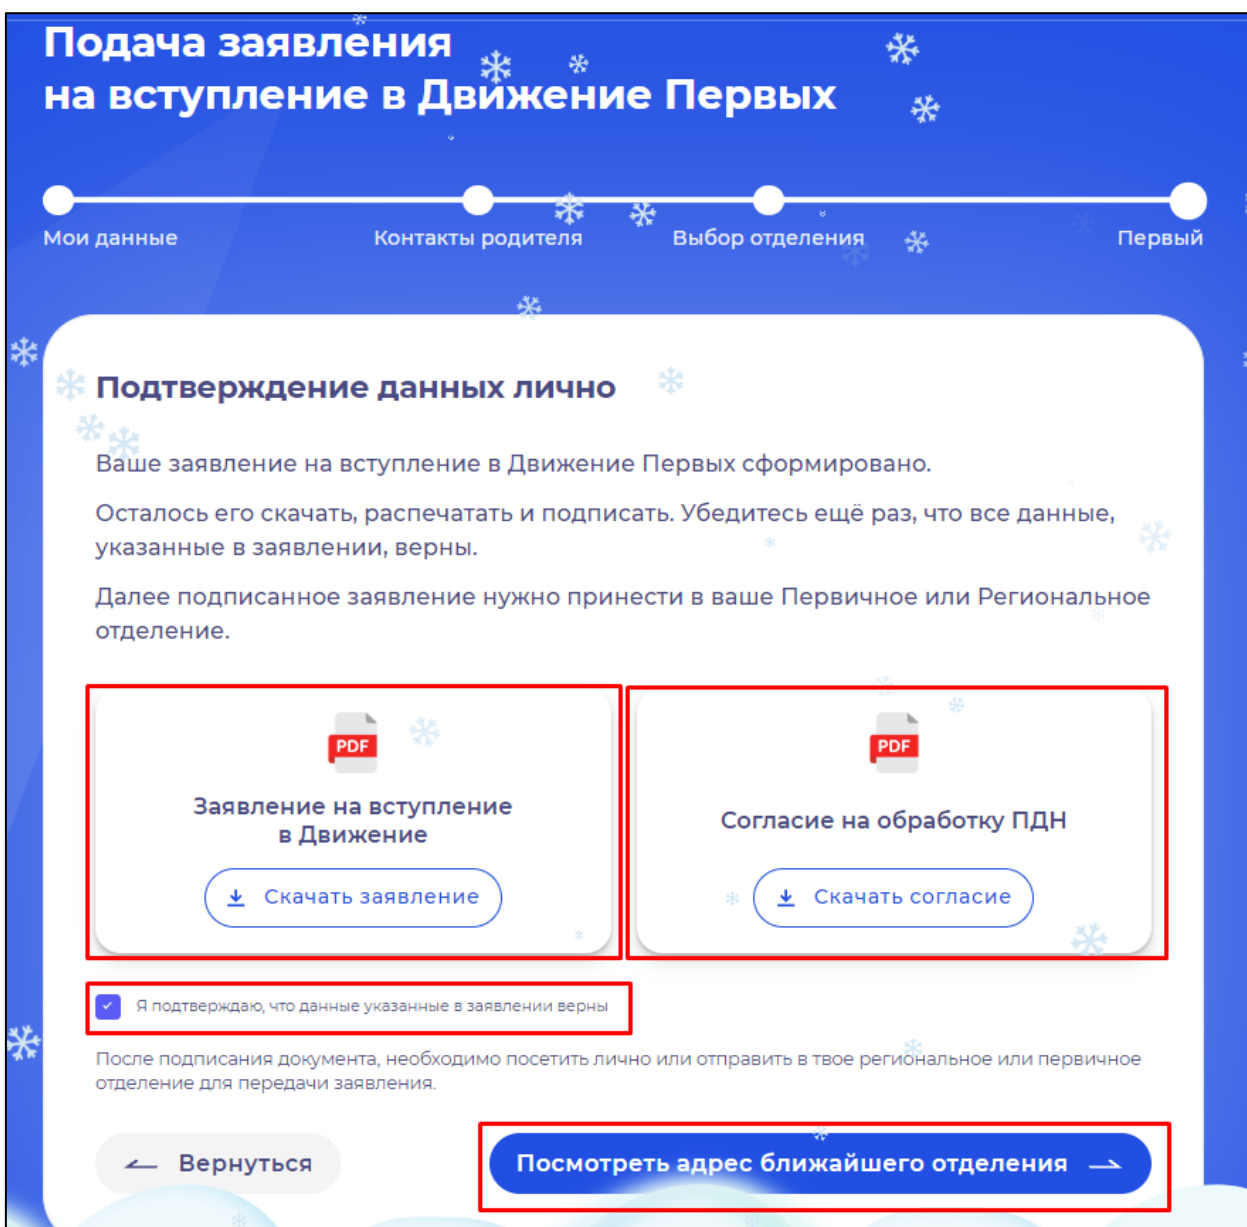 Подача заявления
на вступление в Движение Первых
Мои данные
Контакты родителя
Выбор отделения
Первый
Подтверждение данных лично
Ваше заявление на вступление в Движение Первых сформировано.
Осталось его скачать, распечатать и подписать. Убедитесь ещё раз, что все данные,
указанные в заявлении, верны.
Далее подписанное заявление нужно принести в ваше Первичное или Региональное
отделение.
PDF
Заявление на вступление
в Движение
Скачать заявление
PDF
Согласие на обработку ПДН
Скачать согласие
Я подтверждаю, что данные указанные в заявлении верны
После подписания документа, необходимо посетить лично или отправить в твое региональное или первичное
отделение для передачи заявления.
Вернуться
Посмотреть адрес ближайшего отделения